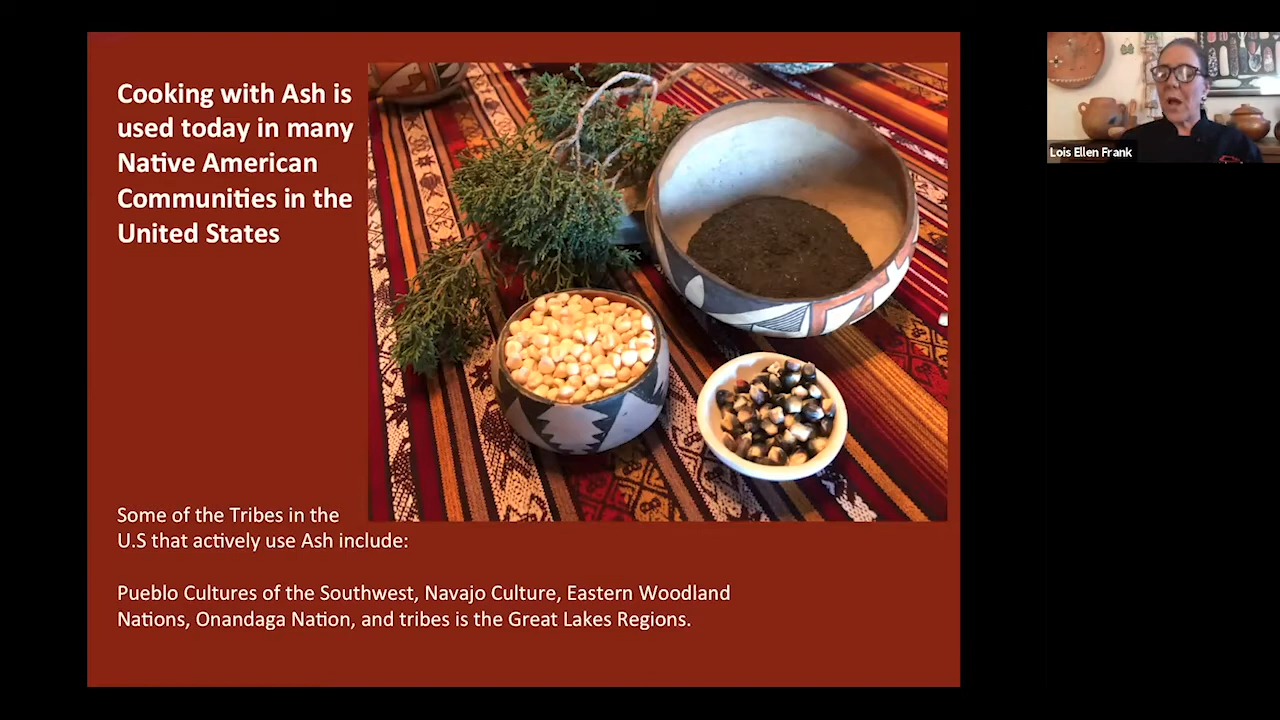 Cooking with Ash is
used today in many
Native American
Communities in the
United States
Lois Ellen Frank
Some of the Tribes in the
U.S that actively use Ash include:
Pueblo Cultures of the Southwest, Navajo Culture, Eastern Woodland
Nations, Onandaga Nation, and tribes is the Great Lakes Regions.